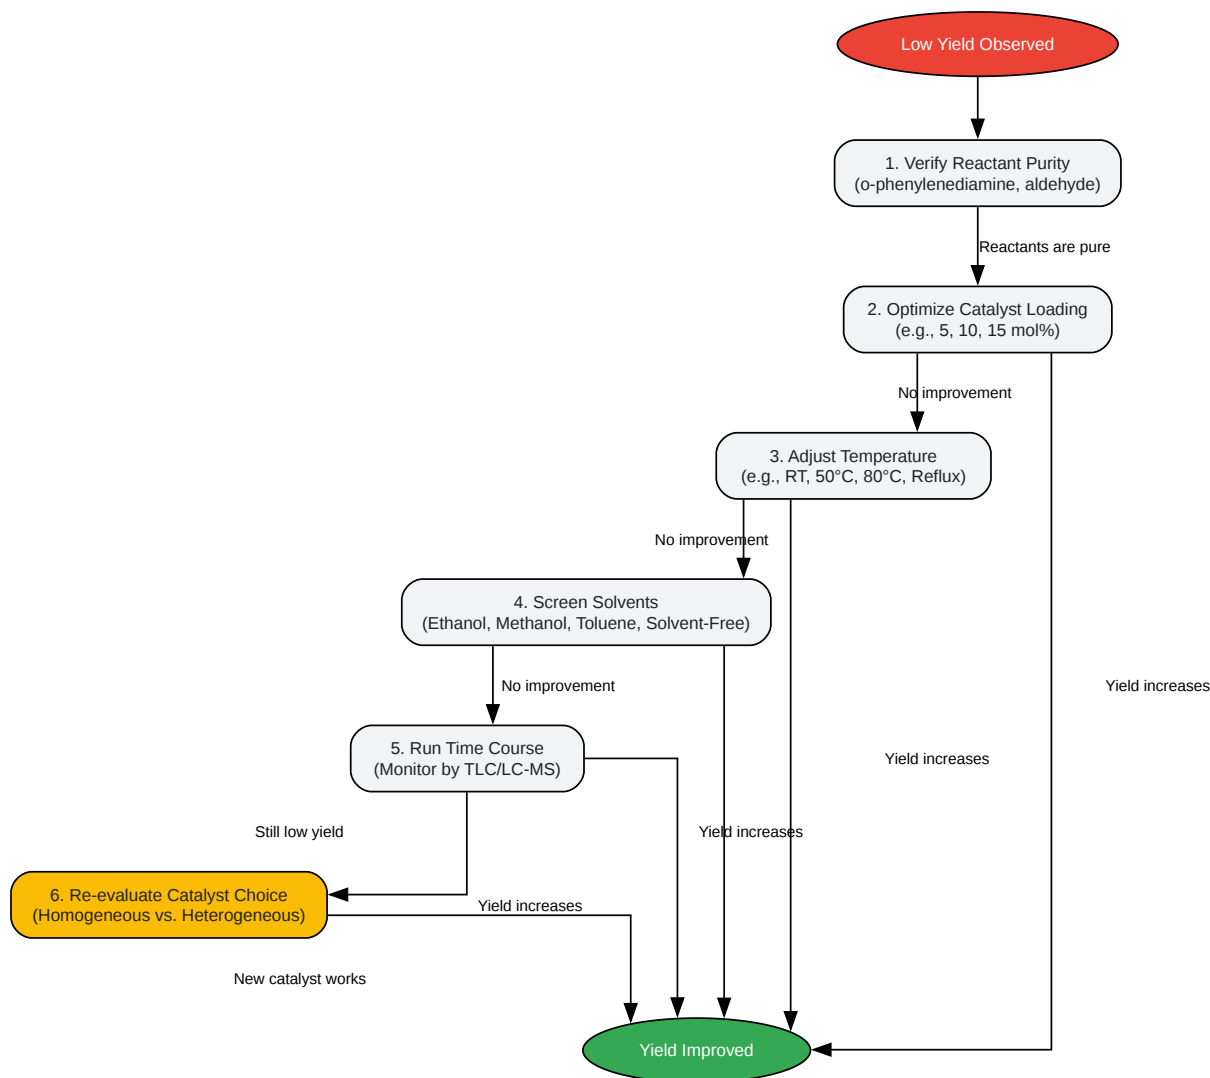 Low Yield Observed
1. Verify Reactant Purity
(o-phenylenediamine, aldehyde)
Reactants are pure
2. Optimize Catalyst Loading
(e.g., 5, 10, 15 mol%)
No improvement
3. Adjust Temperature
(e.g., RT, 50°C, 80°C, Reflux)
No improvement
4. Screen Solvents
(Ethanol, Methanol, Toluene, Solvent-Free)
No improvement
Yield increases
5. Run Time Course
(Monitor by TLC/LC-MS)
Yield increases
Still low yield
Yield increases
6. Re-evaluate Catalyst Choice
(Homogeneous vs. Heterogeneous)
Yield increases
New catalyst works
Yield Improved